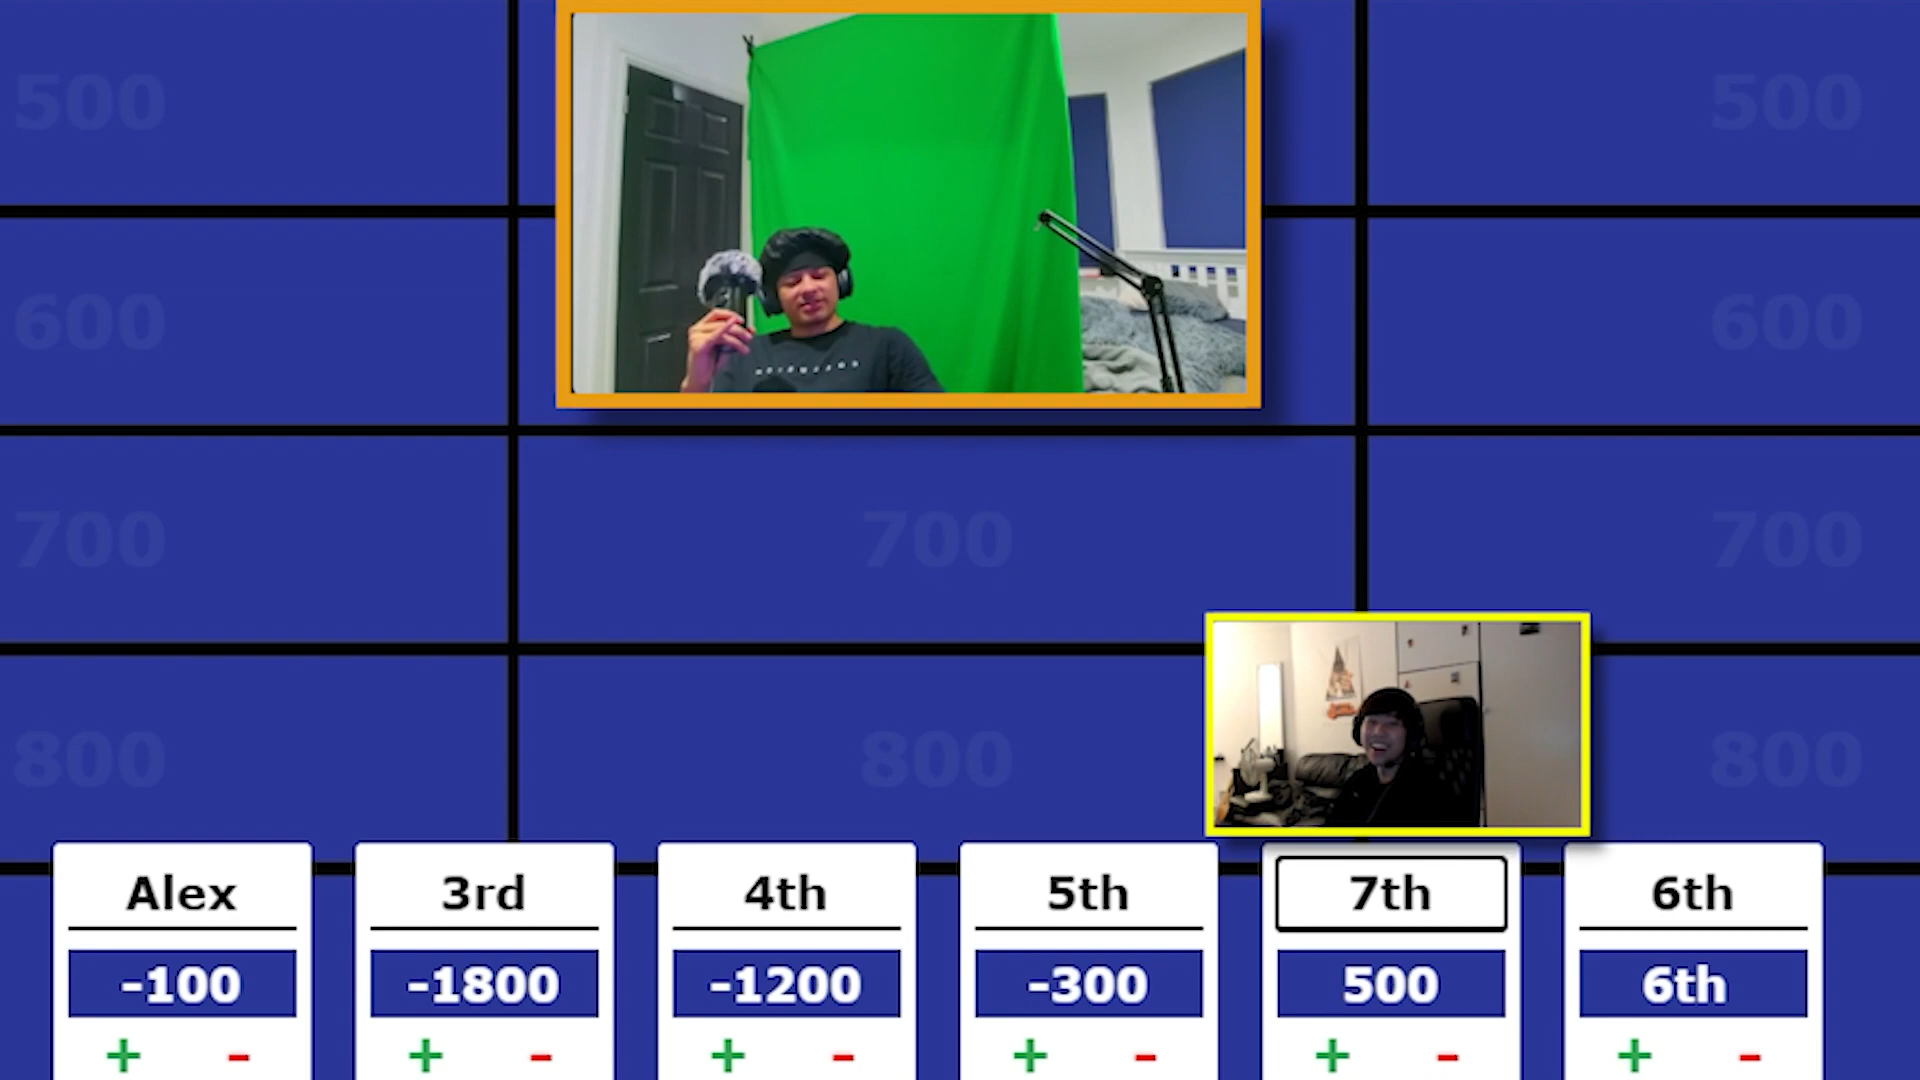 500 500
600 600
700 700 700
800 800 800
Alex 3rd 4th 5th 7th 6th
-100 -1800 -1200 -300 500 6th
+ - + - + - + - + - + -